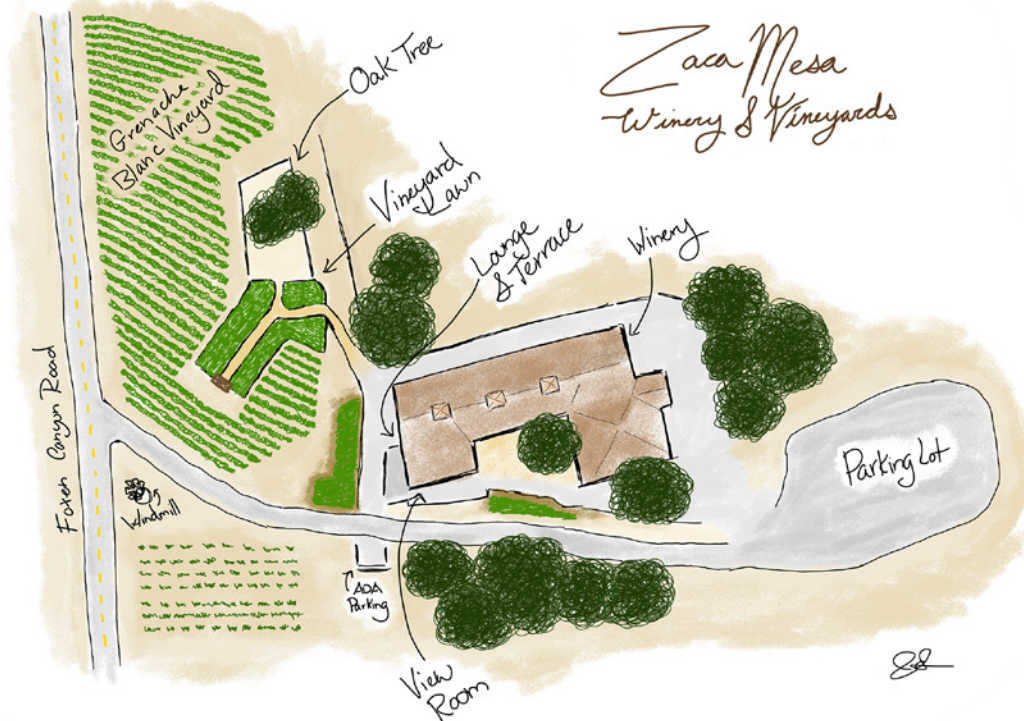 Zaca Mesa
Winery & Vineyards
Oak Tree
Grenache
Blanc Vineyard
Vineyard
Lawn
Lounge
& Terrace
Winery
Foxen Canyon Road
Parking Lot
Windmill
ADA
Parking
View
Room